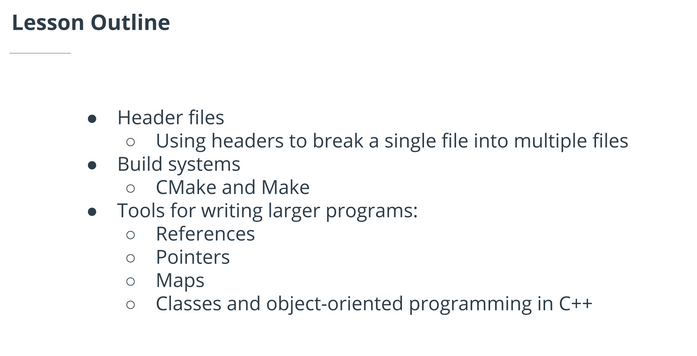 Lesson Outline
● Header files
○ Using headers to break a single file into multiple files
● Build systems
○ CMake and Make
● Tools for writing larger programs:
○ References
○ Pointers
○ Maps
○ Classes and object-oriented programming in C++